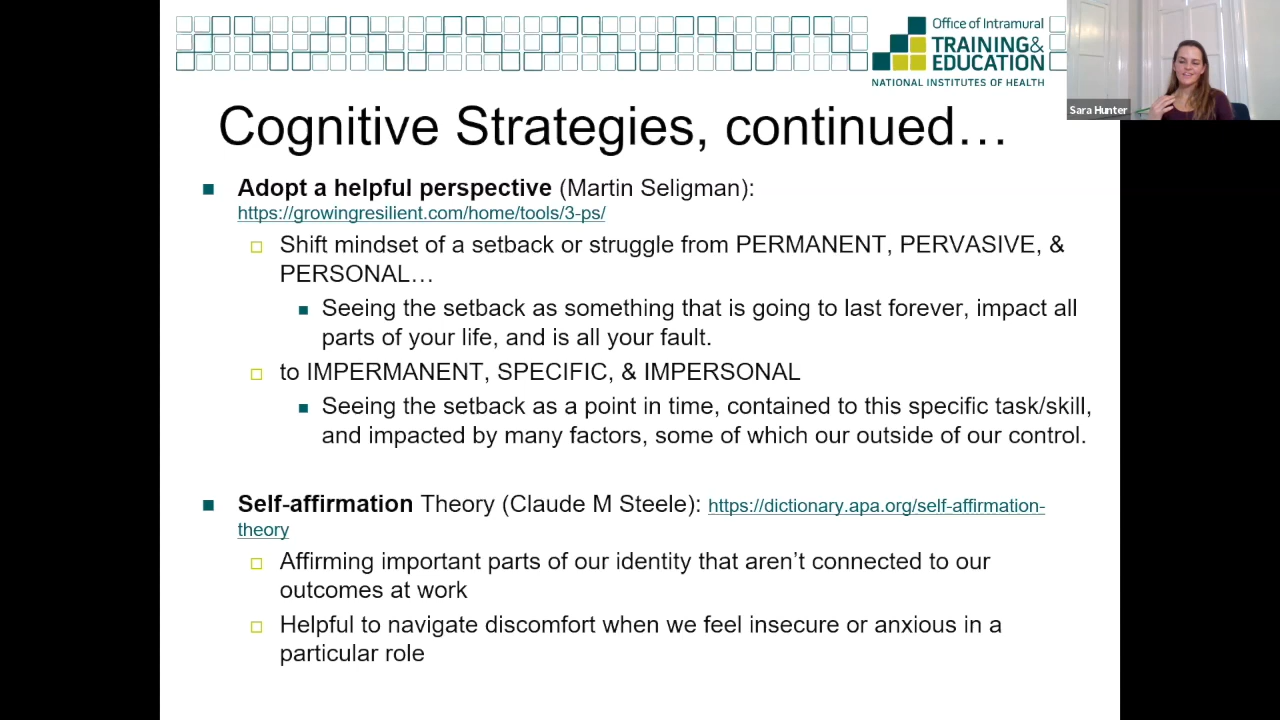 Office of Intramural
TRAINING&
EDUCATION
NATIONAL INSTITUTES OF HEALTH
Sara Hunter
Cognitive Strategies, continued…
Adopt a helpful perspective (Martin Seligman):
https://growingresilient.com/home/tools/3-ps/
Shift mindset of a setback or struggle from PERMANENT, PERVASIVE, &
PERSONAL…
Seeing the setback as something that is going to last forever, impact all
parts of your life, and is all your fault.
to IMPERMANENT, SPECIFIC, & IMPERSONAL
Seeing the setback as a point in time, contained to this specific task/skill,
and impacted by many factors, some of which our outside of our control.
Self-affirmation Theory (Claude M Steele): https://dictionary.apa.org/self-affirmation-
theory
Affirming important parts of our identity that aren’t connected to our
outcomes at work
Helpful to navigate discomfort when we feel insecure or anxious in a
particular role